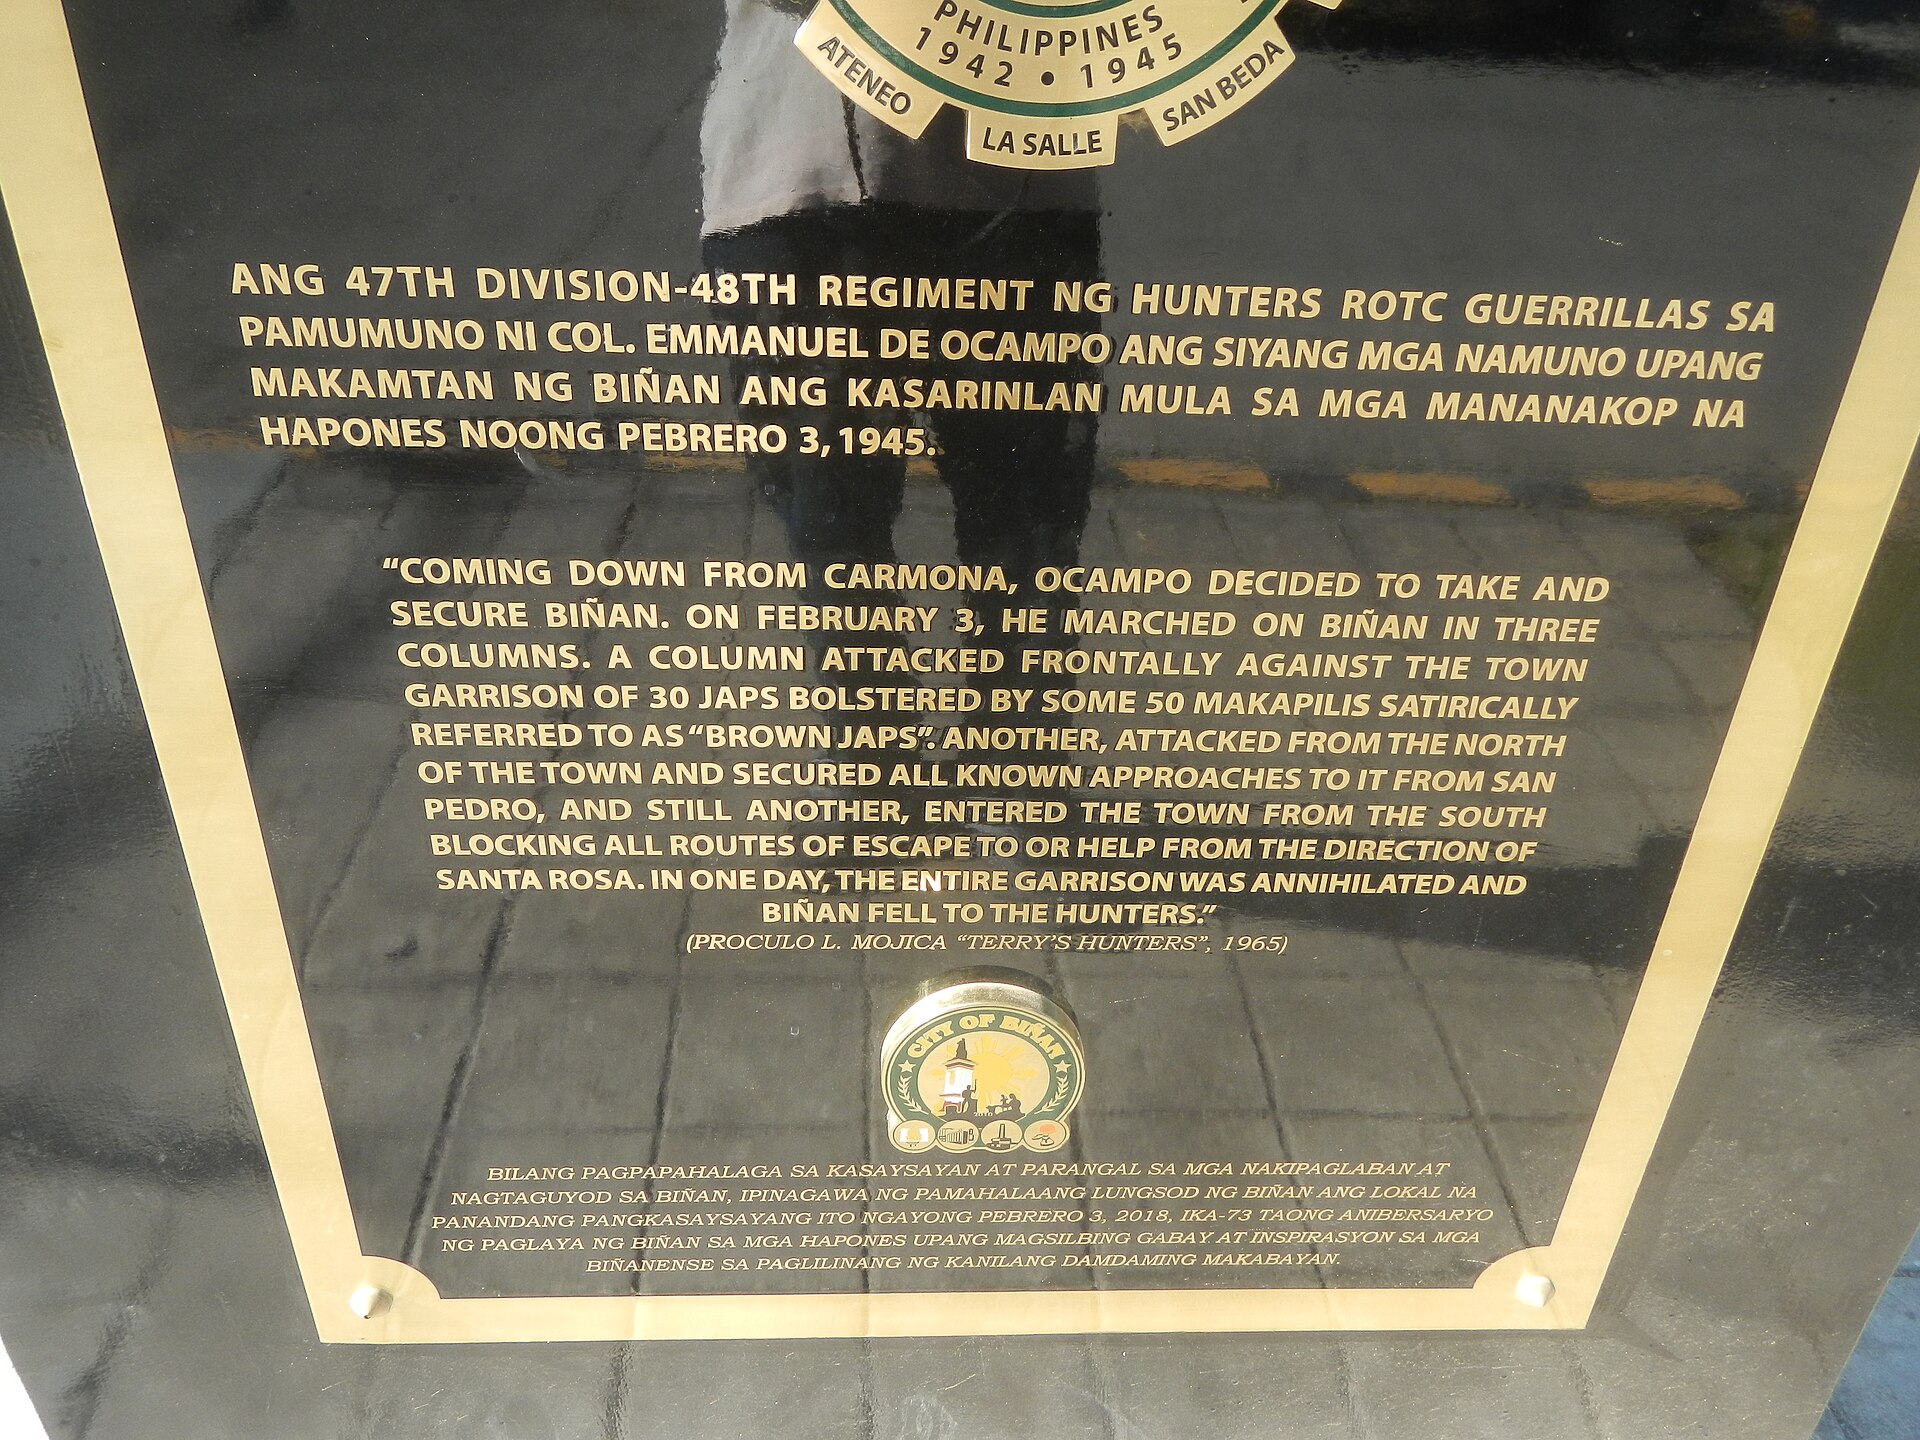 PHILIPPINES
1942 • 1945
ATENEO
LA SALLE
SAN BEDA
ANG 47TH DIVISION-48TH REGIMENT NG HUNTERS ROTC GUERRILLAS SA
PAMUMUNO NI COL. EMMANUEL DE OCAMPO ANG SIYANG MGA NAMUNO UPANG
MAKAMTAN NG BIÑAN ANG KASARINLAN MULA SA MGA MANANAKOP NA
HAPONES NOONG PEBRERO 3, 1945.
“COMING DOWN FROM CARMONA, OCAMPO DECIDED TO TAKE AND
SECURE BIÑAN. ON FEBRUARY 3, HE MARCHED ON BIÑAN IN THREE
COLUMNS. A COLUMN ATTACKED FRONTALLY AGAINST THE TOWN
GARRISON OF 30 JAPS BOLSTERED BY SOME 50 MAKAPILIS SATIRICALLY
REFERRED TO AS “BROWN JAPS”. ANOTHER, ATTACKED FROM THE NORTH
OF THE TOWN AND SECURED ALL KNOWN APPROACHES TO IT FROM SAN
PEDRO, AND STILL ANOTHER, ENTERED THE TOWN FROM THE SOUTH
BLOCKING ALL ROUTES OF ESCAPE TO OR HELP FROM THE DIRECTION OF
SANTA ROSA. IN ONE DAY, THE ENTIRE GARRISON WAS ANNIHILATED AND
BIÑAN FELL TO THE HUNTERS.”
(PROCULO L. MOJICA “TERRY’S HUNTERS”, 1965)
CITY OF BIÑAN
BILANG PAGPAPAHALAGA SA KASAYSAYAN AT PARANGAL SA MGA NAKIPAGLABAN AT
NAGTAGUYOD SA BIÑAN, IPINAGAWA NG PAMAHALAANG LUNGSOD NG BIÑAN ANG LOKAL NA
PANANDANG PANGKASAYSAYANG ITO NGAYONG PEBRERO 3, 2018, IKA-73 TAONG ANIBERSARYO
NG PAGLAYA NG BIÑAN SA MGA HAPONES UPANG MAGSILBING GABAY AT INSPIRASYON SA MGA
BIÑANENSE SA PAGLILINANG NG KANILANG DAMDAMING MAKABAYAN.